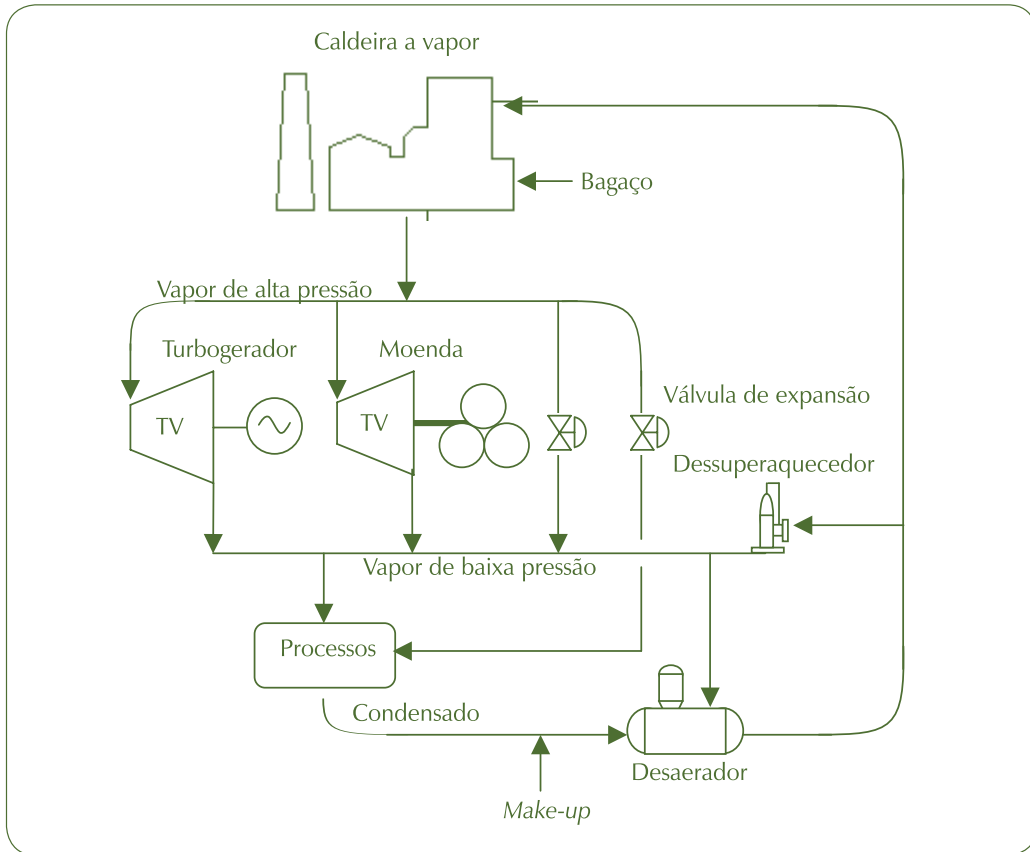 Caldeira a vapor
Bagaço
Vapor de alta pressão
Turbogerador
Moenda
Válvula de expansão
TV
TV
Dessuperaquecedor
Vapor de baixa pressão
Processos
Condensado
Desaerador
Make-up